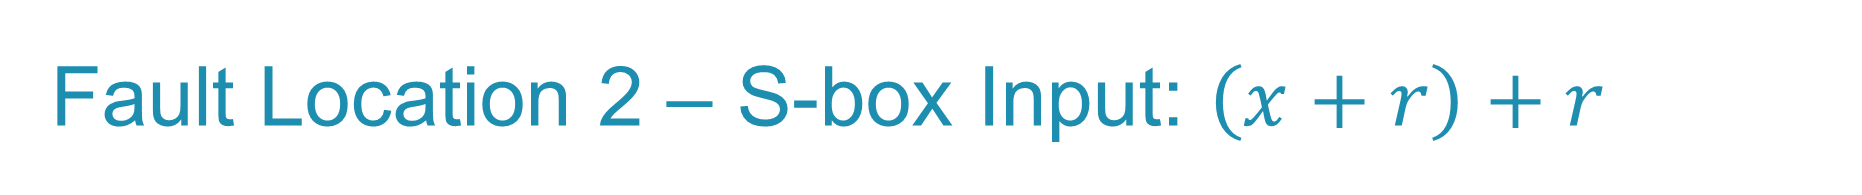 Fault Location 2 – S-box Input: (x + r) + r